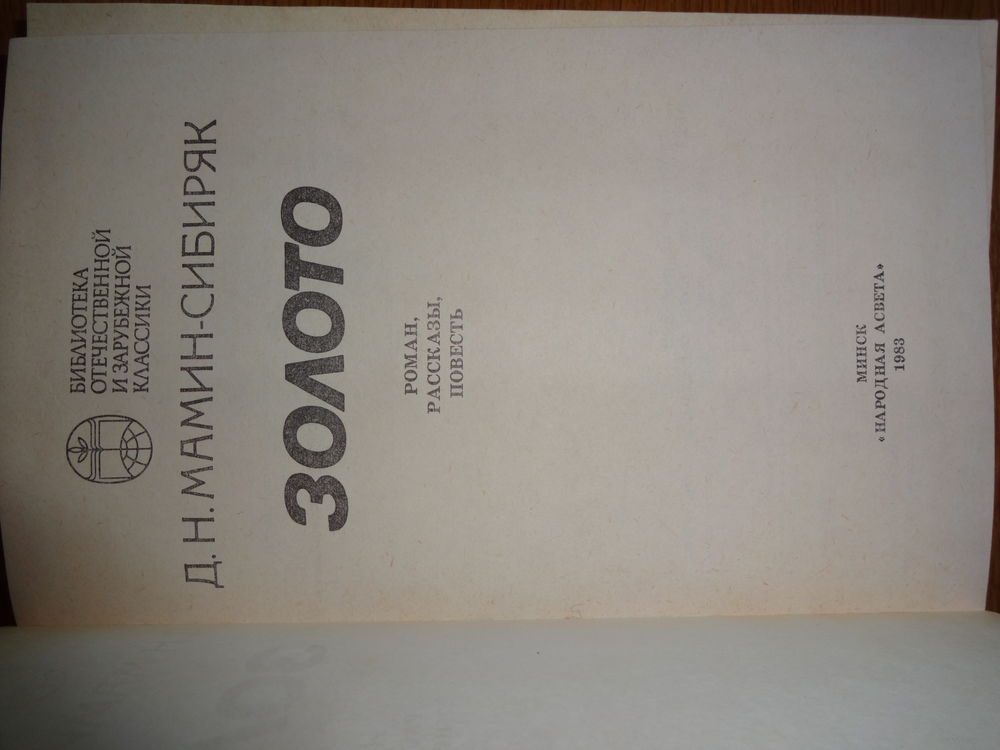 БИБЛИОТЕКА
ОТЕЧЕСТВЕННОЙ
И ЗАРУБЕЖНОЙ
КЛАССИКИ
Д. Н. МАМИН-СИБИРЯК
ЗОЛОТО
РОМАН,
РАССКАЗЫ,
ПОВЕСТЬ
МИНСК
«НАРОДНАЯ АСВЕТА»
1983